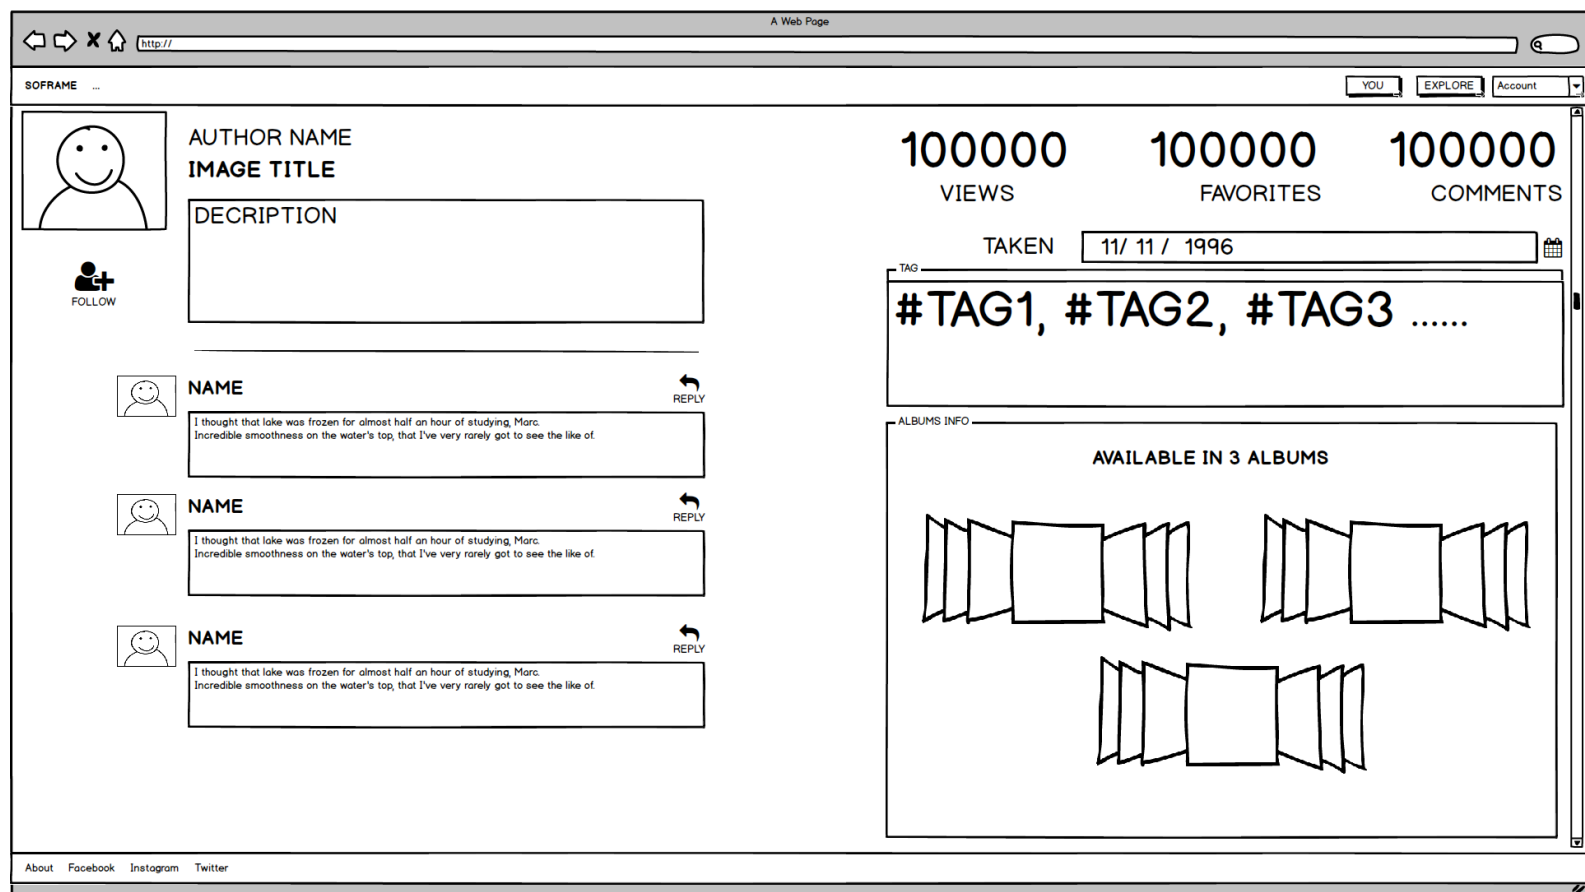 A Web Page
http://
SOFRAME ...
YOU
EXPLORE
Account
AUTHOR NAME
IMAGE TITLE
DECRIPTION
FOLLOW
NAME
REPLY
I thought that lake was frozen for almost half an hour of studying, Marc.
Incredible smoothness on the water's top, that I've very rarely got to see the like of.
NAME
REPLY
I thought that lake was frozen for almost half an hour of studying, Marc.
Incredible smoothness on the water's top, that I've very rarely got to see the like of.
NAME
REPLY
I thought that lake was frozen for almost half an hour of studying, Marc.
Incredible smoothness on the water's top, that I've very rarely got to see the like of.
100000 100000 100000
VIEWS FAVORITES COMMENTS
TAKEN 11/ 11 / 1996
TAG
#TAG1, #TAG2, #TAG3 ......
ALBUMS INFO
AVAILABLE IN 3 ALBUMS
About Facebook Instagram Twitter